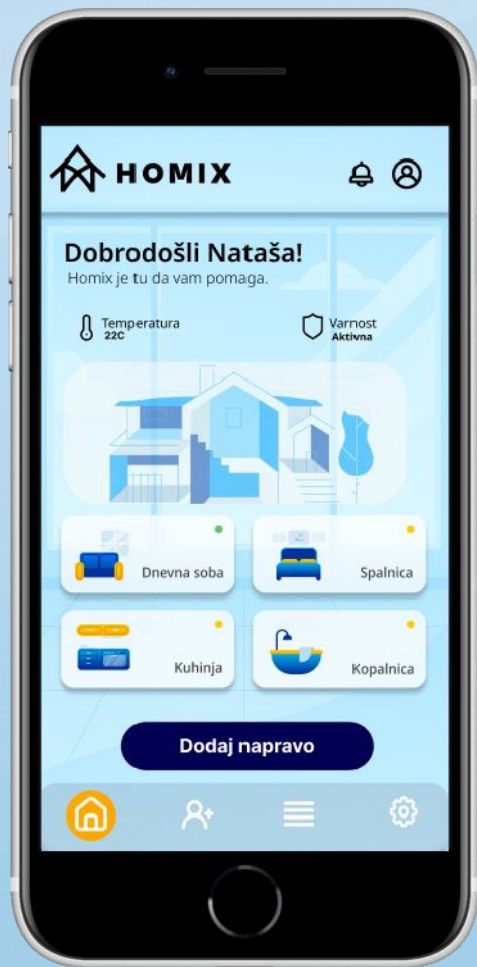 HOMIX
Dobrodošli Nataša!
Homix je tu da vam pomaga.
Temperatura
22C
Varnost
Aktivna
Dnevna soba
Spalnica
Kuhinja
Kopalnica
Dodaj napravo